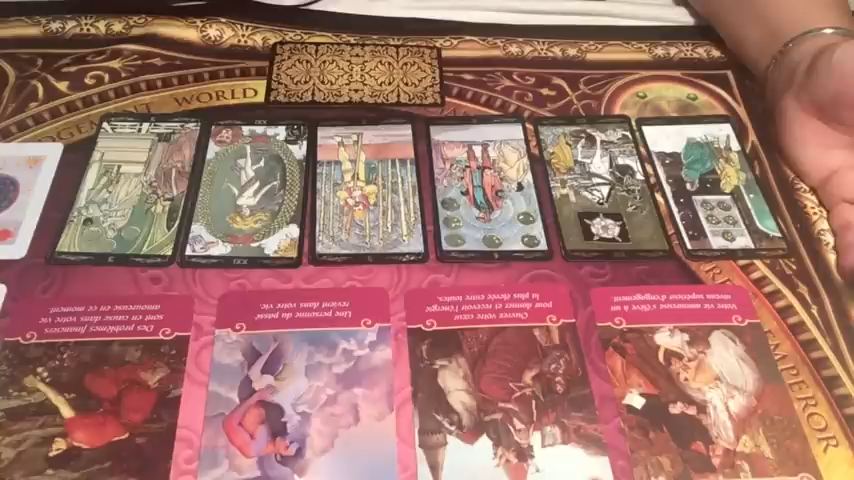 JUDGEMENT WORLD
EMPEROR
XXI
Des problèmes financiers
sont en cause dans votre vie
amoureuse en ce moment.
Une personne du passé
revient dans votre vie.
Ouvrez votre cœur
pour donner et recevoir l'énergie
la plus élevée entre toutes.
Votre vie amoureuse s'élève à un
niveau supérieur d'engagement.